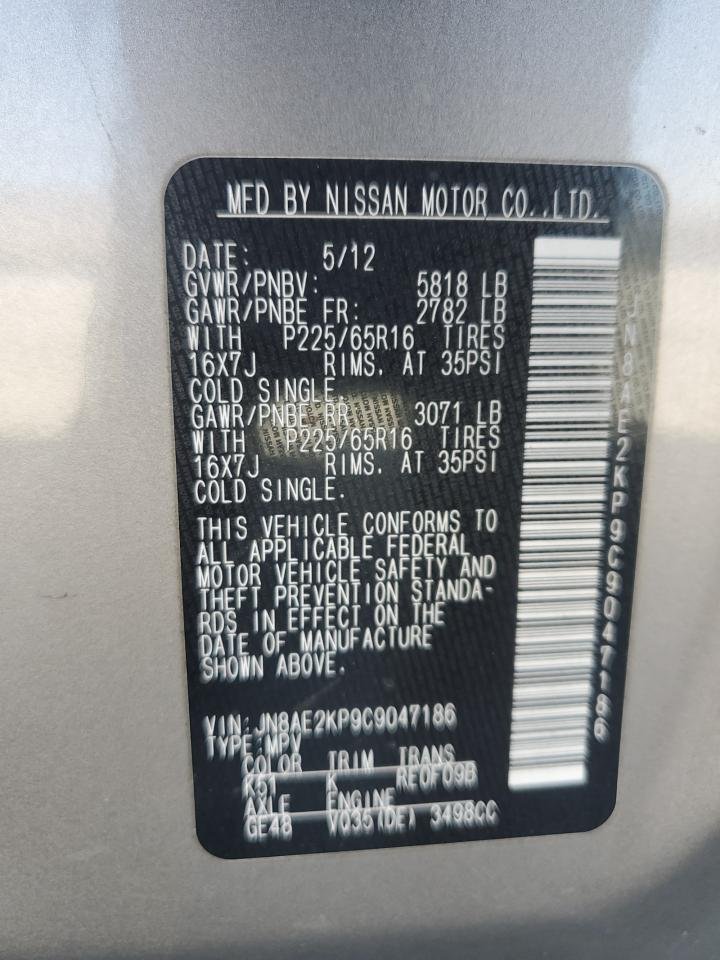 MFD BY NISSAN MOTOR CO.,LTD.
DATE: 5/12
GVWR/PNBV: 5818 LB
GAWR/PNBE FR: 2782 LB
WITH P225/65R16 TIRES
16X7J RIMS. AT 35PSI
COLD SINGLE.
GAWR/PNBE RR 3071 LB
WITH P225/65R16 TIRES
16X7J RIMS. AT 35PSI
COLD SINGLE.
THIS VEHICLE CONFORMS TO
ALL APPLICABLE FEDERAL
MOTOR VEHICLE SAFETY AND
THEFT PREVENTION STANDA-
RDS IN EFFECT ON THE
DATE OF MANUFACTURE
SHOWN ABOVE.
VIN:JN8AE2KP9C9047186
TYPE:MPV
COLOR TRIM TRANS
K51 K RE0F09B
AXLE ENGINE
GE48 VQ35(DE) 3498CC
JN8AE2KP9C9047186